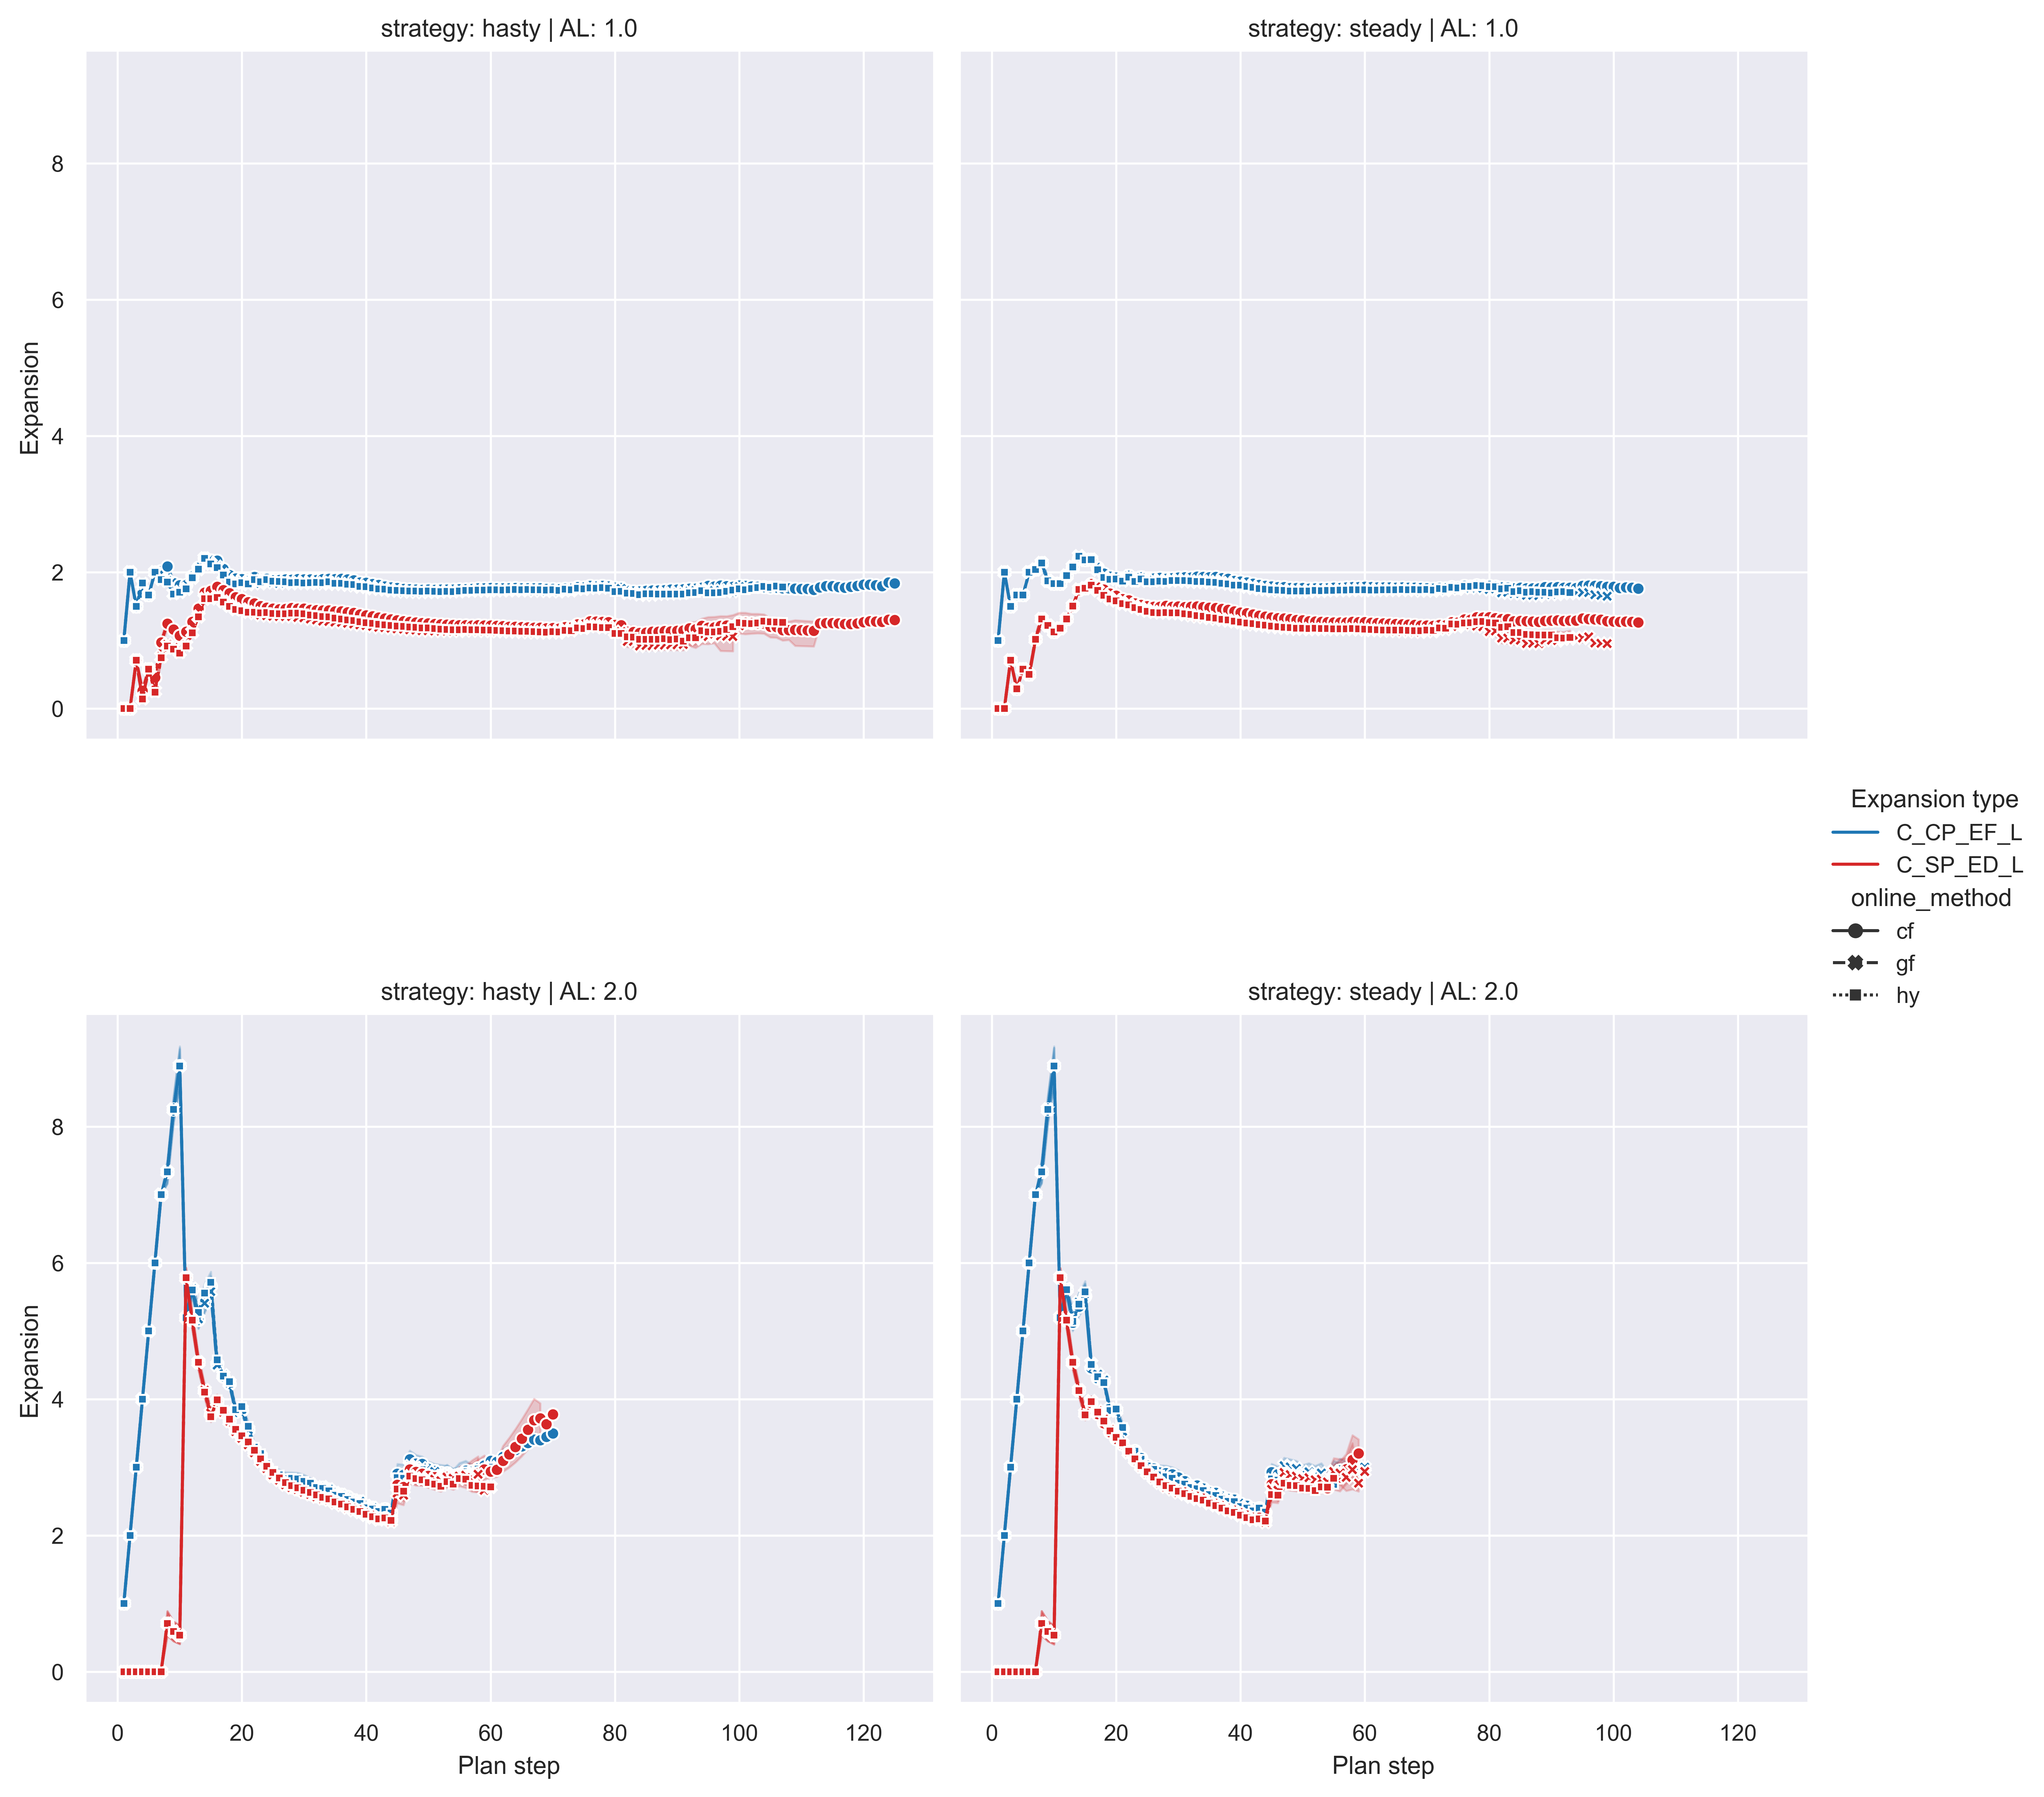 strategy: hasty | AL: 1.0
strategy: steady | AL: 1.0
8
6
4
2
0
Expansion
Expansion type
C_CP_EF_L
C_SP_ED_L
online_method
cf
gf
hy
strategy: hasty | AL: 2.0
strategy: steady | AL: 2.0
8
6
4
2
0
Expansion
0 20 40 60 80 100 120
0 20 40 60 80 100 120
Plan step
Plan step